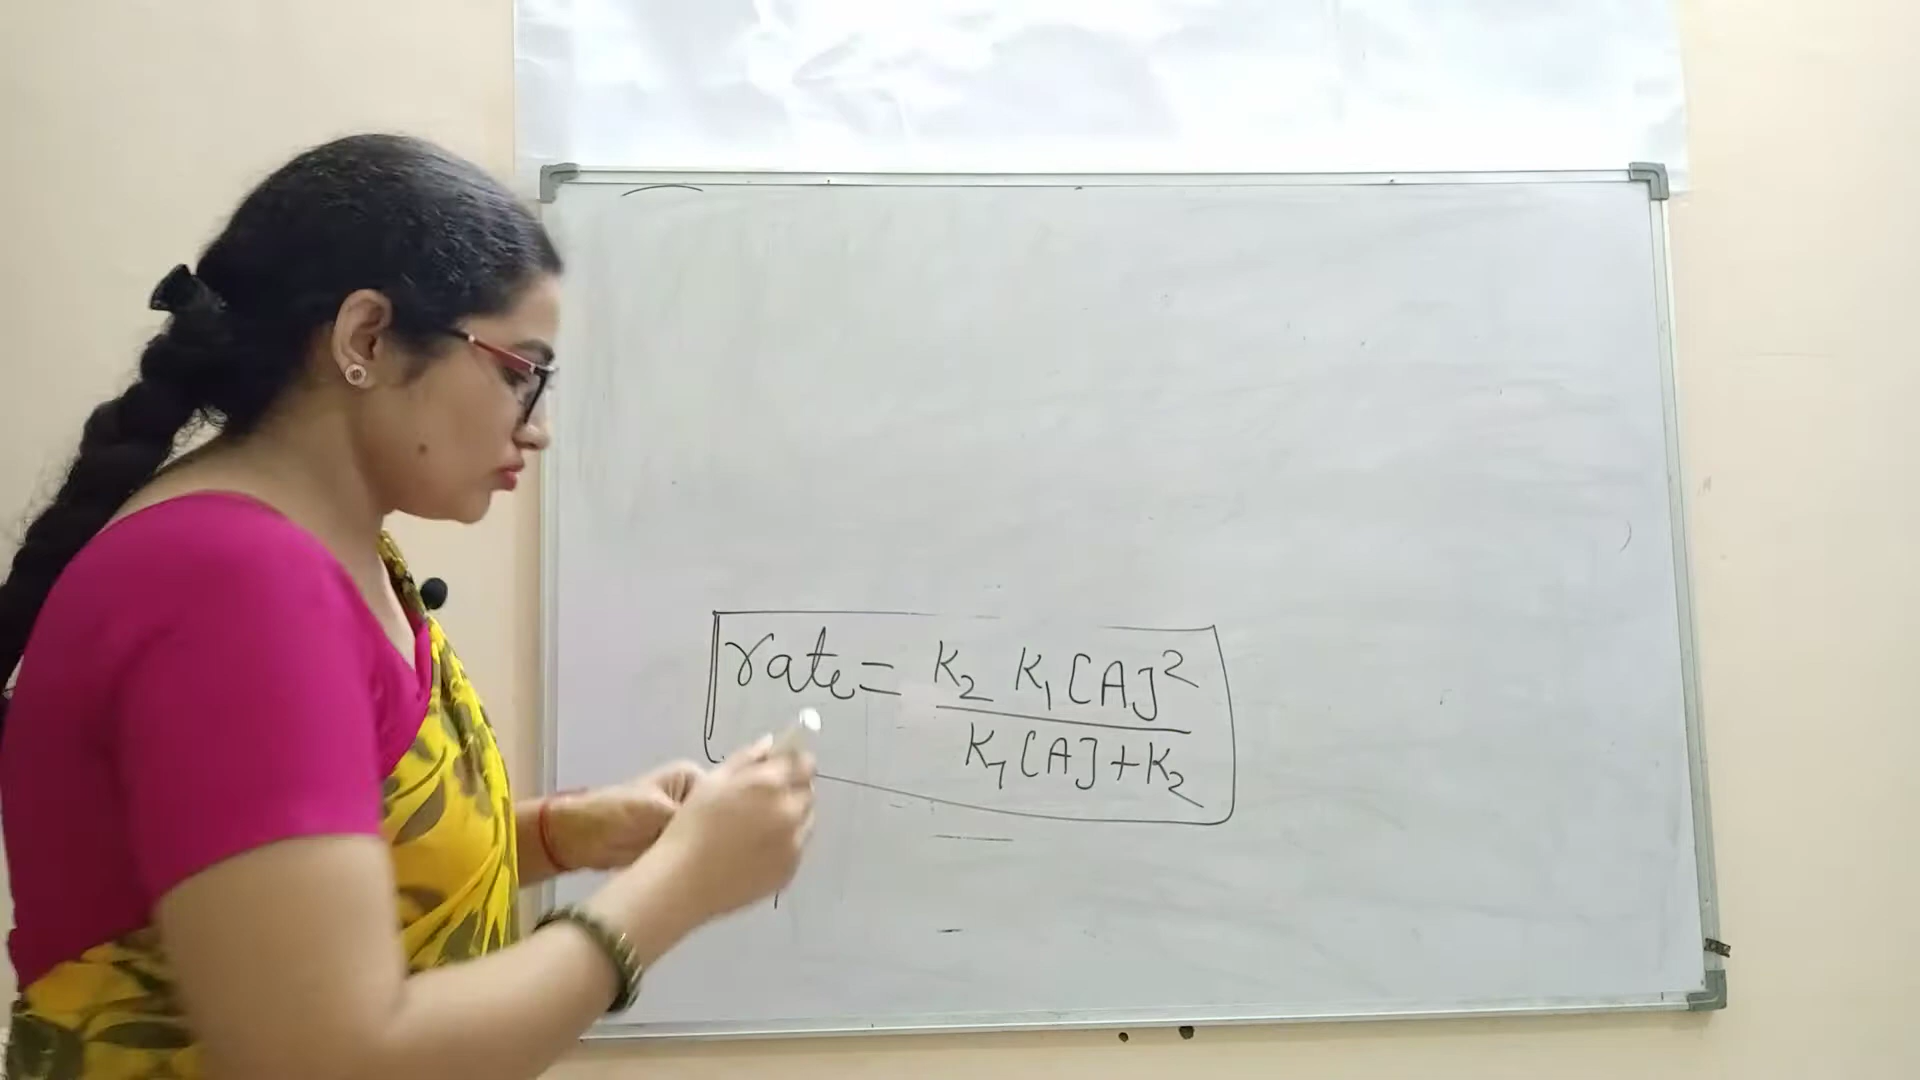 rate = K₂ K₁ [A]²
K₁ [A] + K₂